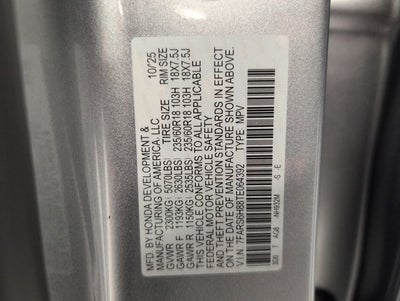 MFD. BY HONDA DEVELOPMENT & 10/25
MANUFACTURING OF AMERICA, LLC
TIRE SIZE RIM SIZE
GVWR 2300KG( 5070LBS)
GAWR F 1193KG( 2630LBS) 235/60R18 103H 18X7.5J
GAWR R 1150KG( 2535LBS) 235/60R18 103H 18X7.5J
THIS VEHICLE CONFORMS TO ALL APPLICABLE
FEDERAL MOTOR VEHICLE SAFETY
AND THEFT PREVENTION STANDARDS IN EFFECT
ON THE DATE OF MANUFACTURE SHOWN ABOVE.
V.I.N: TYPE: MPV